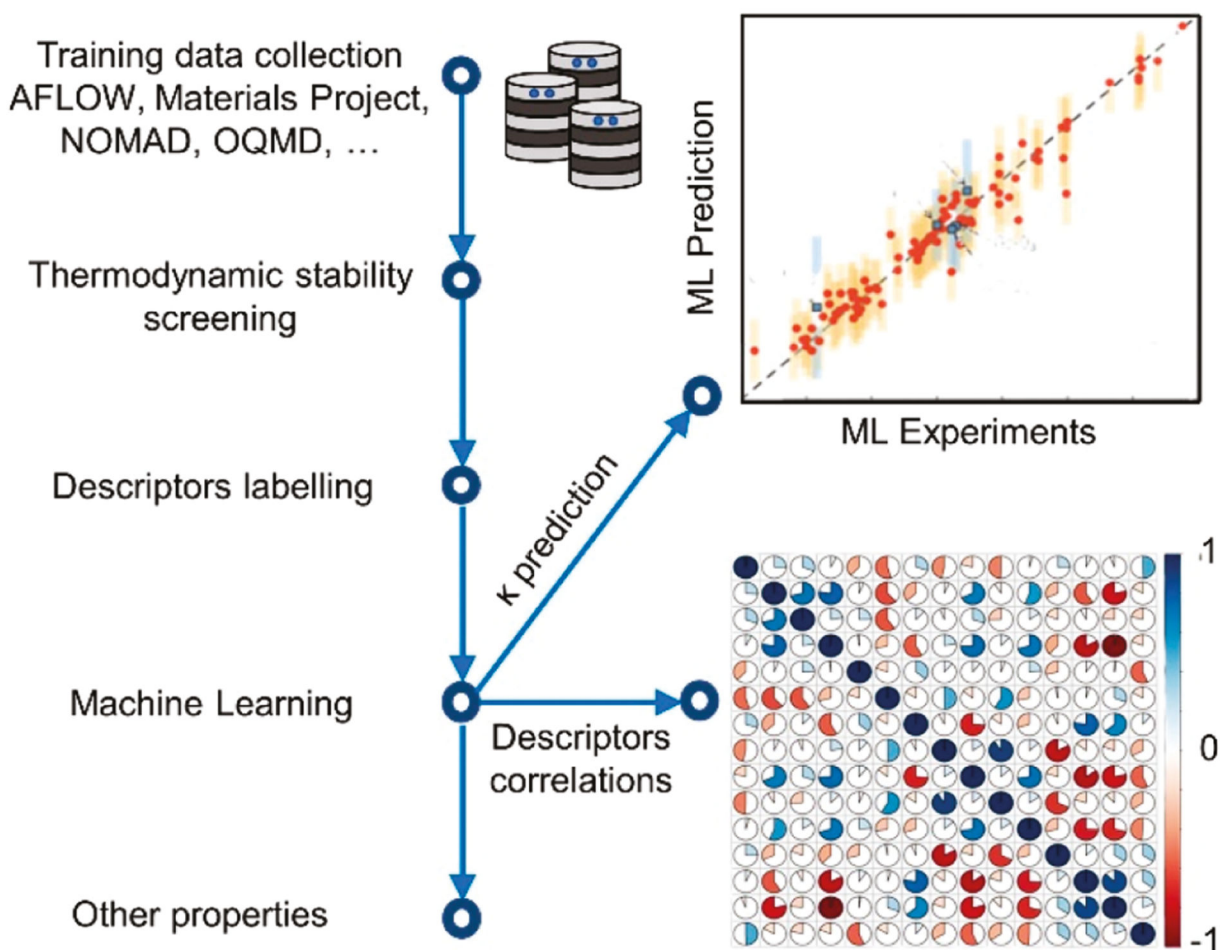 Training data collection
AFLOW, Materials Project,
NOMAD, OQMD, ...
Thermodynamic stability
screening
Descriptors labelling
Machine Learning
Other properties
κ prediction
Descriptors
correlations
ML Prediction
ML Experiments
1
0
-1